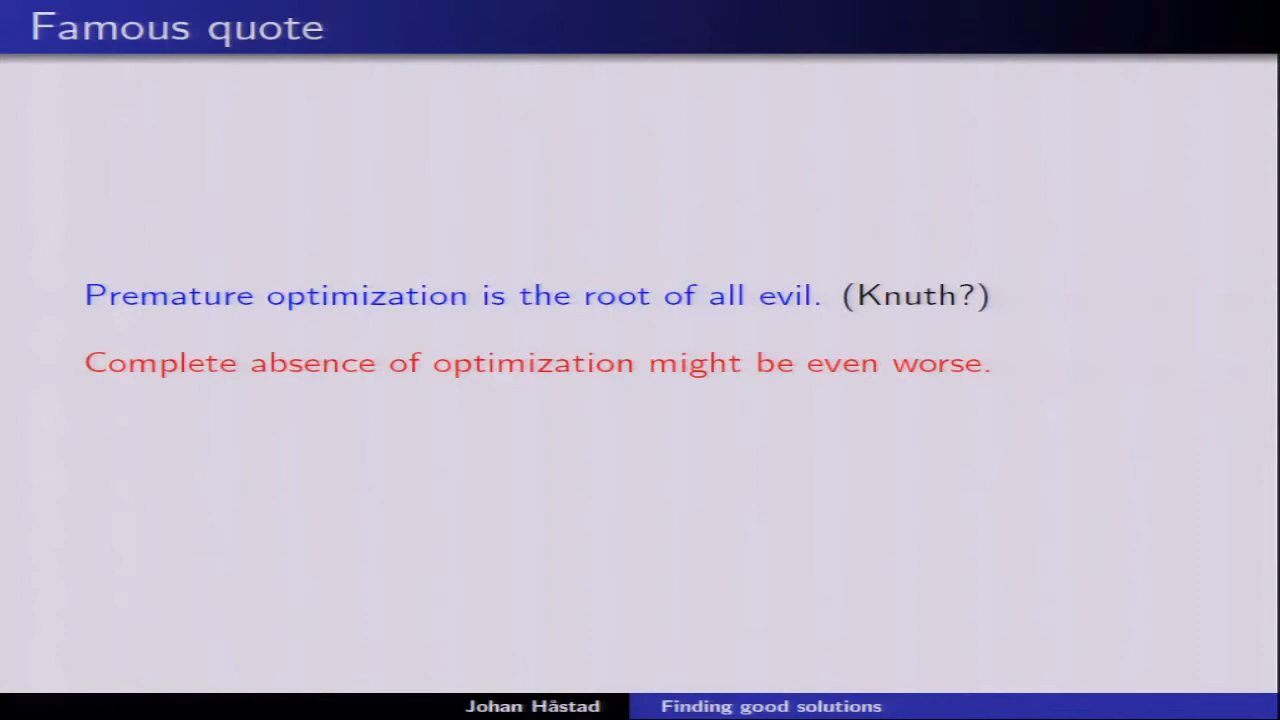 Famous quote
Premature optimization is the root of all evil. (Knuth?)
Complete absence of optimization might be even worse.
Johan Håstad Finding good solutions